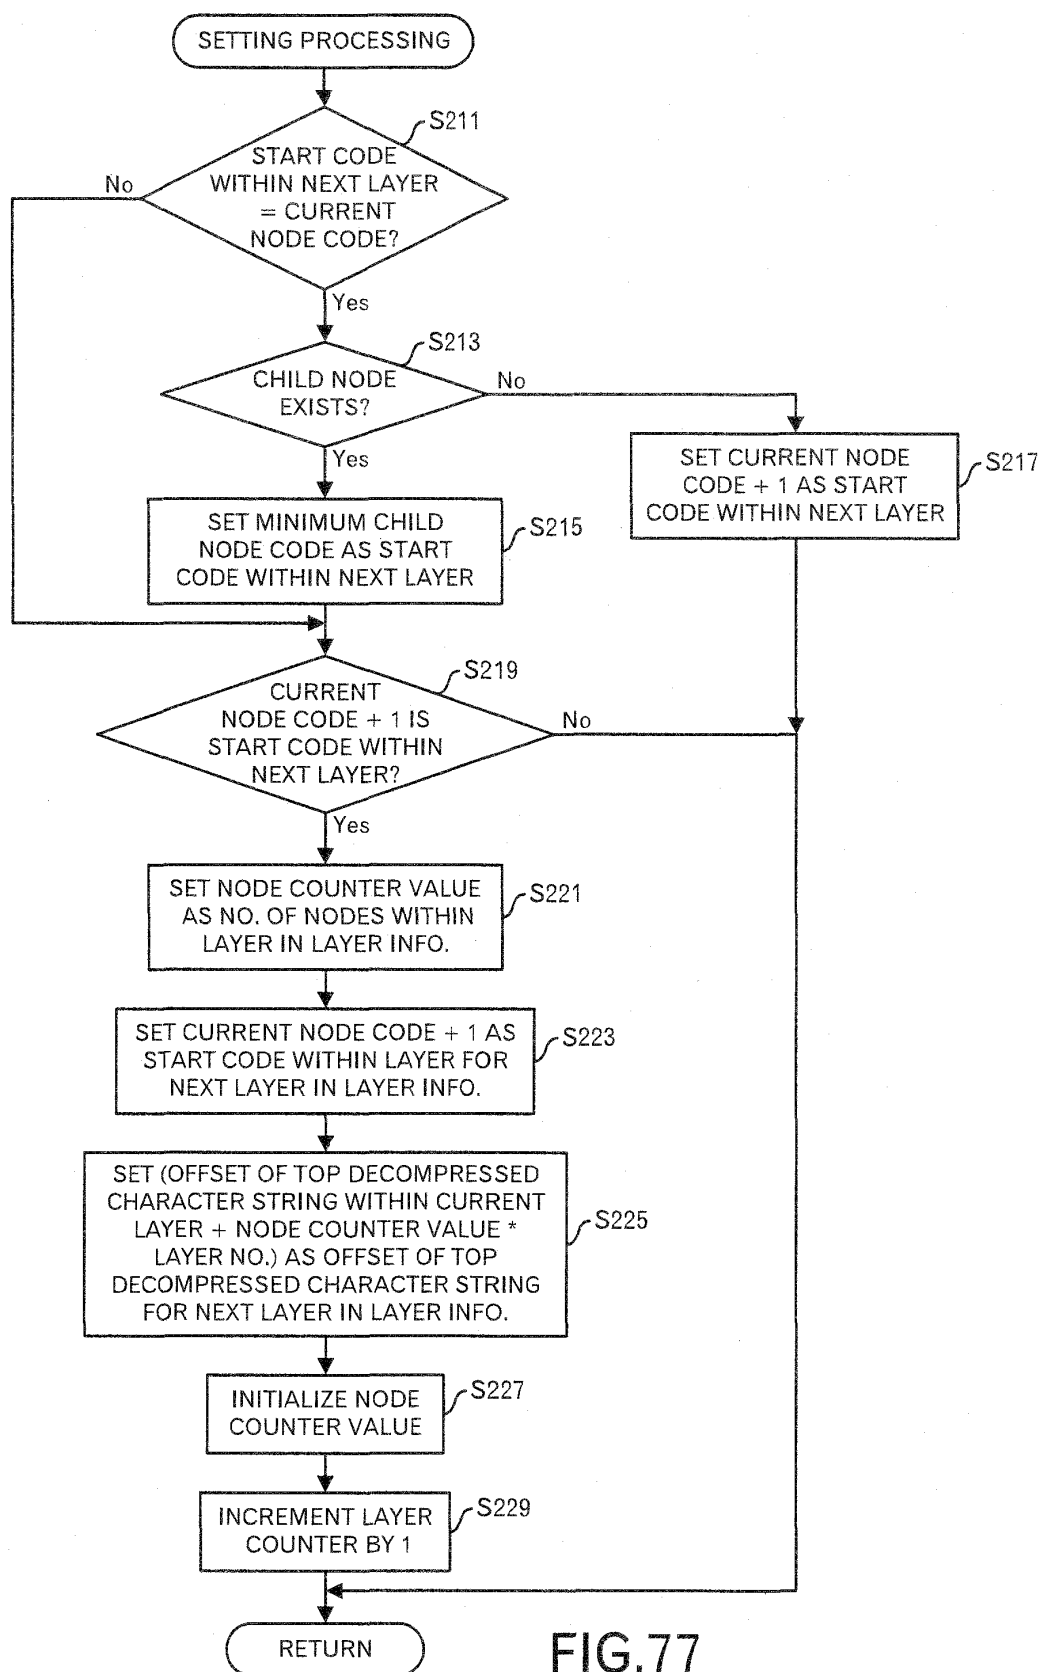 SETTING PROCESSING
S211
START CODE
WITHIN NEXT LAYER
= CURRENT
NODE CODE?
No
Yes
S213
CHILD NODE
EXISTS?
No
Yes
S217
SET CURRENT NODE
CODE + 1 AS START
CODE WITHIN NEXT LAYER
S215
SET MINIMUM CHILD
NODE CODE AS START
CODE WITHIN NEXT LAYER
S219
CURRENT
NODE CODE + 1 IS
START CODE WITHIN
NEXT LAYER?
No
Yes
S221
SET NODE COUNTER VALUE
AS NO. OF NODES WITHIN
LAYER IN LAYER INFO.
S223
SET CURRENT NODE CODE + 1 AS
START CODE WITHIN LAYER FOR
NEXT LAYER IN LAYER INFO.
S225
SET (OFFSET OF TOP DECOMPRESSED
CHARACTER STRING WITHIN CURRENT
LAYER + NODE COUNTER VALUE *
LAYER NO.) AS OFFSET OF TOP
DECOMPRESSED CHARACTER STRING
FOR NEXT LAYER IN LAYER INFO.
S227
INITIALIZE NODE
COUNTER VALUE
S229
INCREMENT LAYER
COUNTER BY 1
RETURN
FIG.77